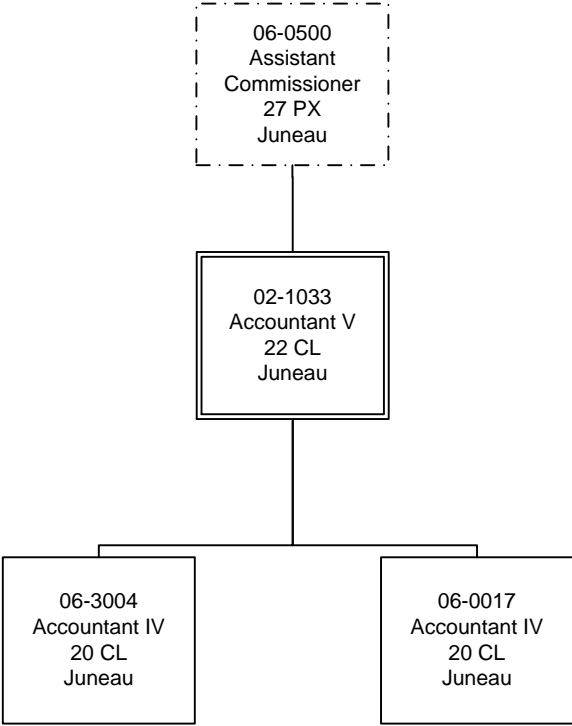 06-0500
Assistant
Commissioner
27 PX
Juneau
02-1033
Accountant V
22 CL
Juneau
06-3004
Accountant IV
20 CL
Juneau
06-0017
Accountant IV
20 CL
Juneau